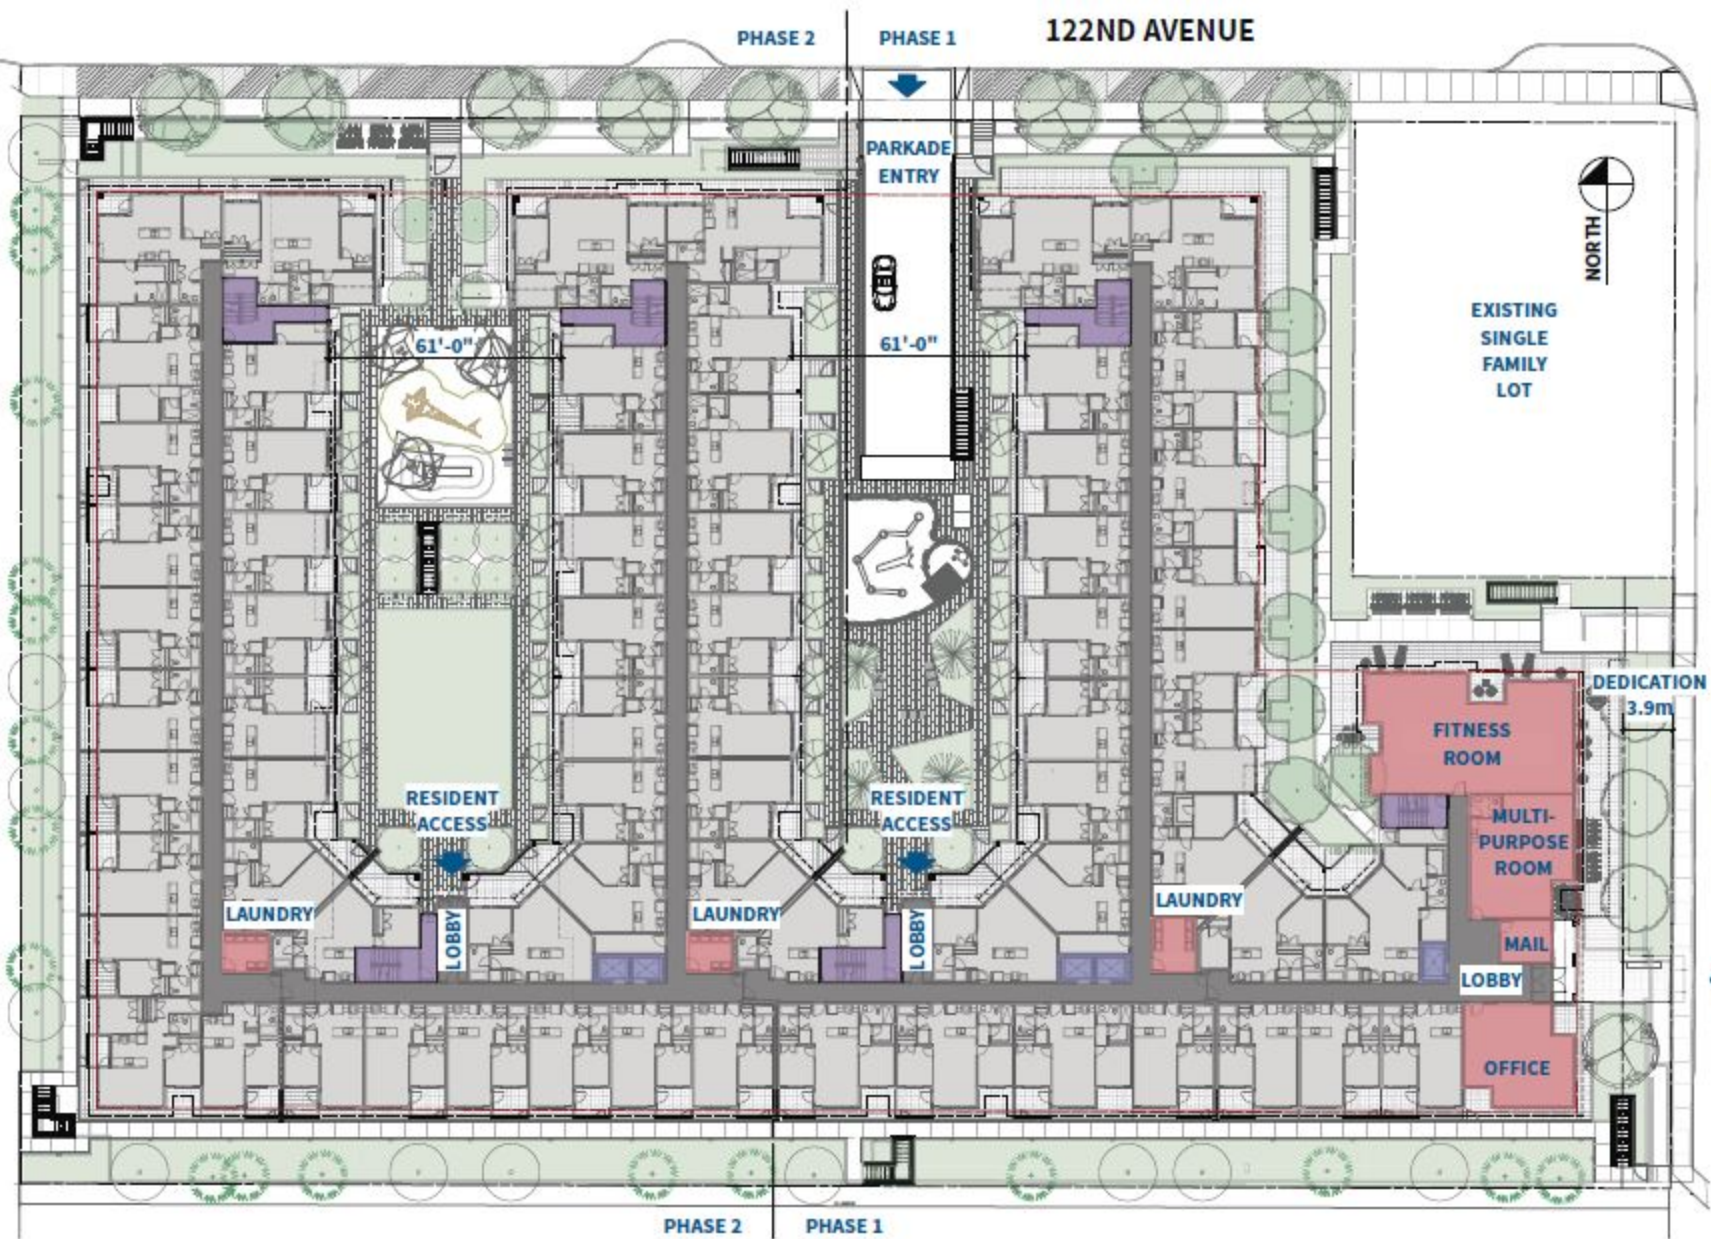 122ND AVENUE
PHASE 2
PHASE 1
PARKADE
ENTRY
NORTH
EXISTING
SINGLE
FAMILY
LOT
61'-0"
61'-0"
DEDICATION
3.9m
FITNESS
ROOM
MULTI-
PURPOSE
ROOM
RESIDENT
ACCESS
RESIDENT
ACCESS
LAUNDRY
LOBBY
LAUNDRY
LOBBY
LAUNDRY
MAIL
LOBBY
OFFICE
PHASE 2
PHASE 1